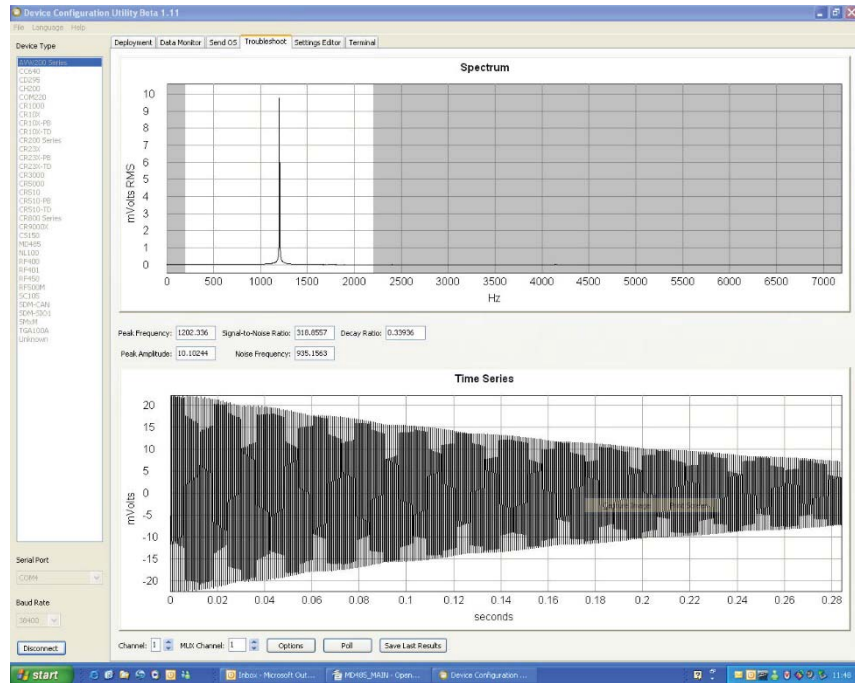 Device Configuration Utility Beta 1.11
File Language Help
Device Type
Deployment Data Monitor Send OS Troubleshoot Settings Editor Terminal
AVW200 Series
CC640
CD295
CH200
COM220
CR1000
CR10X
CR10X-PB
CR10X-TD
CR200 Series
CR23X
CR23X-PB
CR23X-TD
CR3000
CR5000
CR510
CR510-PB
CR510-TD
CR800 Series
CR9000X
CS150
MD485
NL100
RF400
RF401
RF450
RF500M
SC105
SDM-CAN
SDM-SIO1
SMxM
TGA100A
Unknown
Serial Port
COM4
Baud Rate
38400
Disconnect
Spectrum
mVolts RMS
10
9
8
7
6
5
4
3
2
1
0
0 500 1000 1500 2000 2500 3000 3500 4000 4500 5000 5500 6000 6500 7000
Hz
Peak Frequency: 1202.336 Signal-to-Noise Ratio: 318.8557 Decay Ratio: 0.33936
Peak Amplitude: 10.10244 Noise Frequency: 935.1563
Time Series
mVolts
20
15
10
5
0
-5
-10
-15
-20
0 0.02 0.04 0.06 0.08 0.1 0.12 0.14 0.16 0.18 0.2 0.22 0.24 0.26 0.28
seconds
Channel: 1 MUX Channel: 1 Options Poll Save Last Results
start Inbox - Microsoft Out... MD485_MAIN - Open... Device Configuration ... 11:48